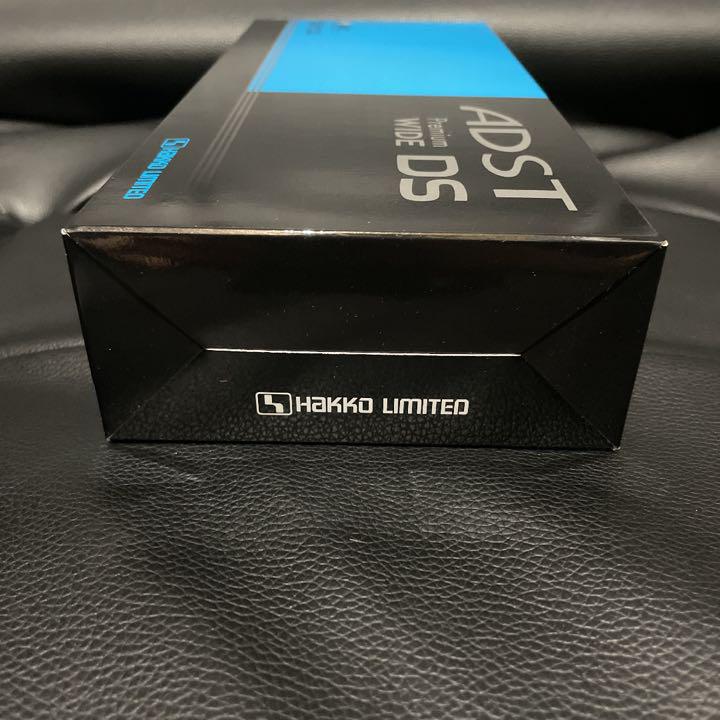 ADST
Premium
WIDE DS
HAKKO LIMITED
HAKKO LIMITED